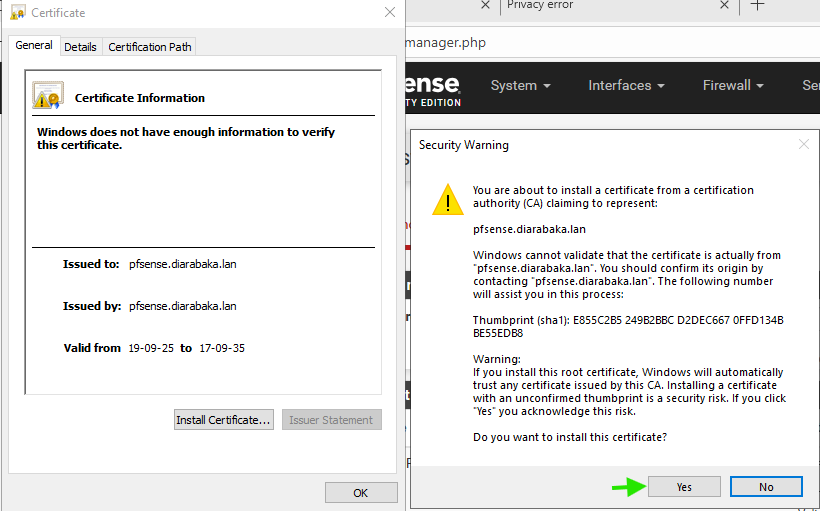 Certificate
General
Details
Certification Path
Certificate Information
Windows does not have enough information to verify
this certificate.
Issued to: pfsense.diarabaka.lan
Issued by: pfsense.diarabaka.lan
Valid from 19-09-25 to 17-09-35
Install Certificate...
Issuer Statement
OK
Privacy error
manager.php
ense
TY EDITION
System
Interfaces
Firewall
Se
Security Warning
You are about to install a certificate from a certification
authority (CA) claiming to represent:
pfsense.diarabaka.lan
Windows cannot validate that the certificate is actually from
"pfsense.diarabaka.lan". You should confirm its origin by
contacting "pfsense.diarabaka.lan". The following number
will assist you in this process:
Thumbprint (sha1): E855C2B5 249B2BBC D2DEC667 0FFD134B
BE55EDB8
Warning:
If you install this root certificate, Windows will automatically
trust any certificate issued by this CA. Installing a certificate
with an unconfirmed thumbprint is a security risk. If you click
"Yes" you acknowledge this risk.
Do you want to install this certificate?
Yes
No